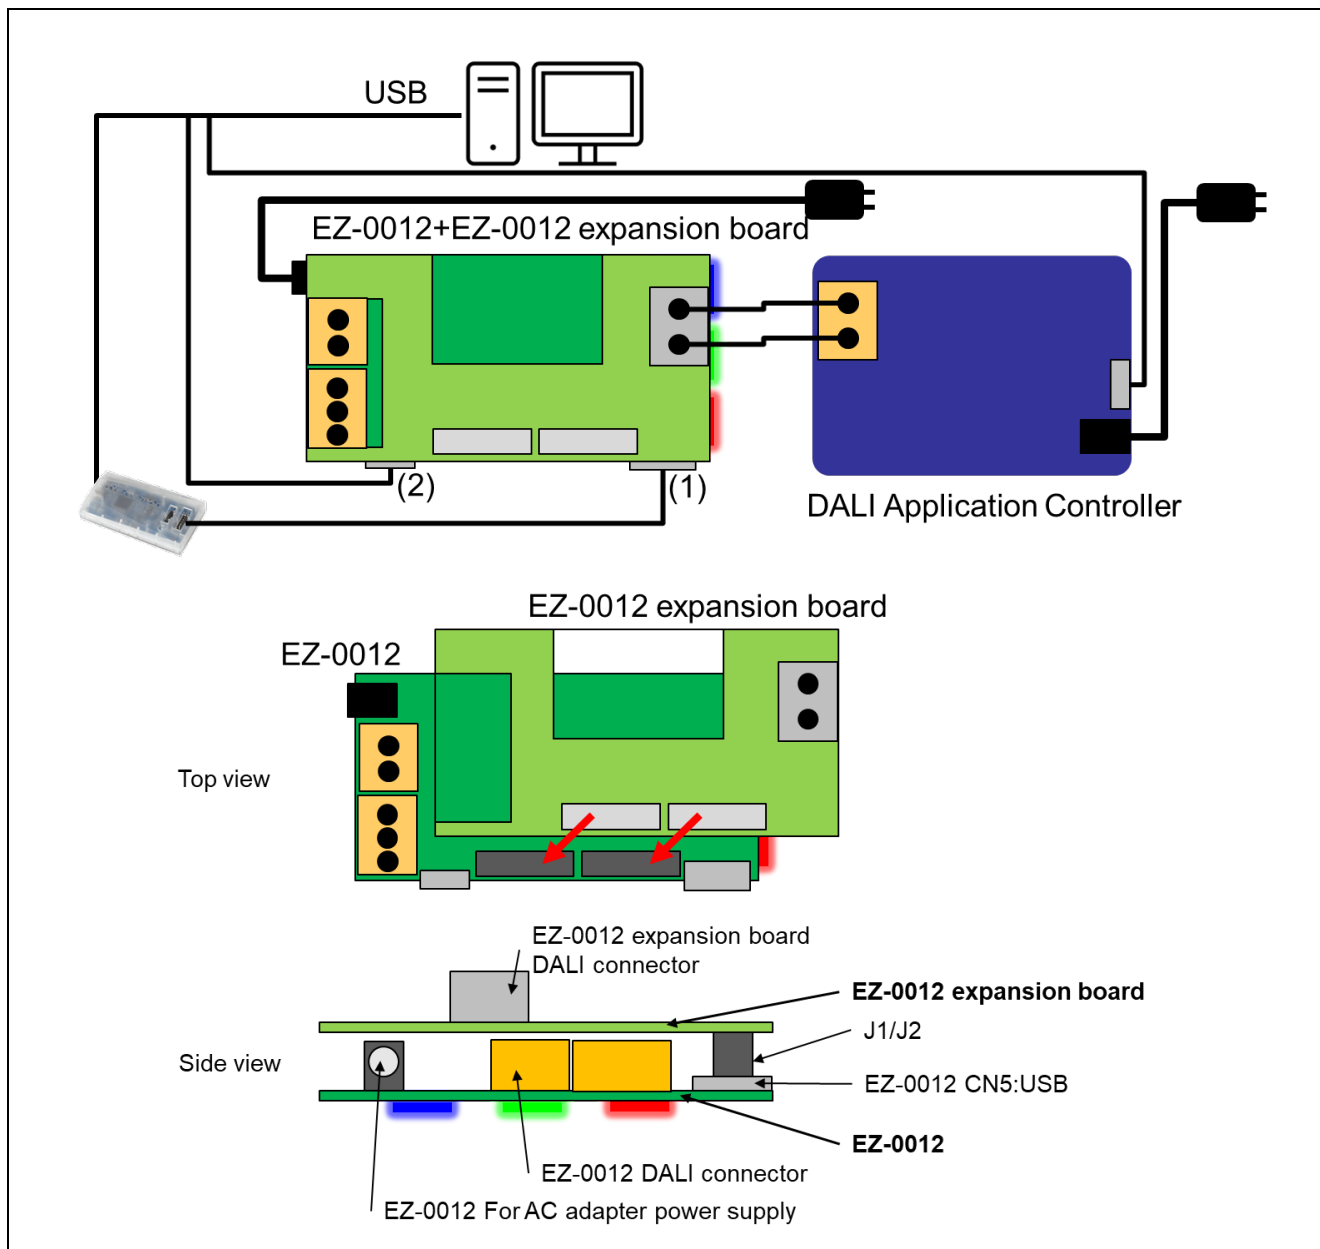 USB
EZ-0012+EZ-0012 expansion board
(2)
(1)
DALI Application Controller
EZ-0012 expansion board
EZ-0012
Top view
EZ-0012 expansion board
DALI connector
EZ-0012 expansion board
J1/J2
Side view
EZ-0012 CN5:USB
EZ-0012
EZ-0012 DALI connector
EZ-0012 For AC adapter power supply